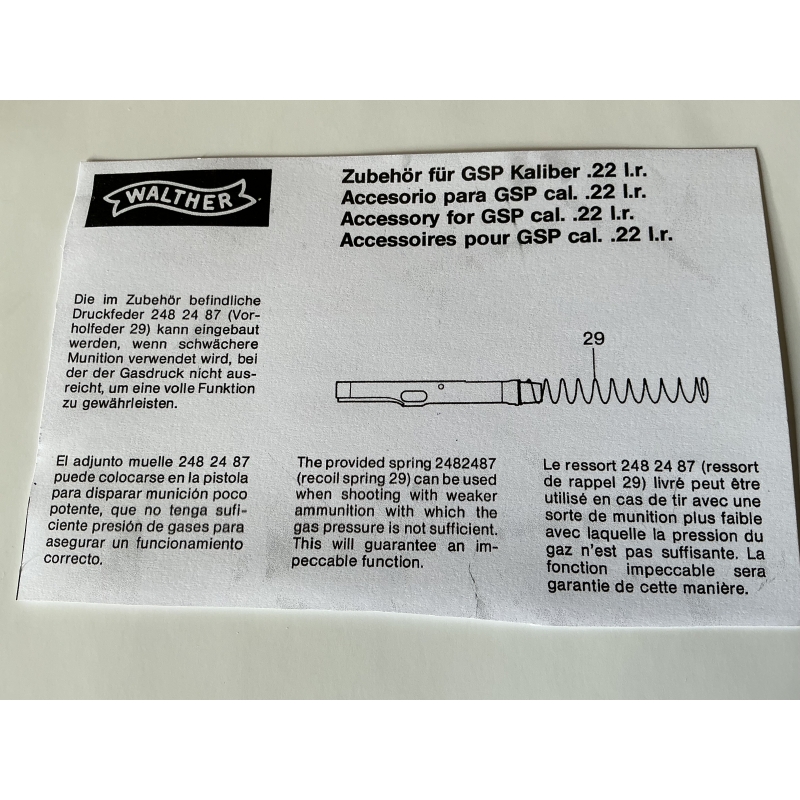 WALTHER
Zubehör für GSP Kaliber .22 l.r.
Accesorio para GSP cal. .22 l.r.
Accessory for GSP cal. .22 l.r.
Accessoires pour GSP cal. .22 l.r.
Die im Zubehör befindliche
Druckfeder 248 24 87 (Vor-
holfeder 29) kann eingebaut
werden, wenn schwächere
Munition verwendet wird, bei
der der Gasdruck nicht aus-
reicht, um eine volle Funktion
zu gewährleisten.
29
El adjunto muelle 248 24 87
puede colocarse en la pistola
para disparar munición poco
potente, que no tenga sufi-
ciente presión de gases para
asegurar un funcionamiento
correcto.
The provided spring 2482487
(recoil spring 29) can be used
when shooting with weaker
ammunition with which the
gas pressure is not sufficient.
This will guarantee an im-
peccable function.
Le ressort 248 24 87 (ressort
de rappel 29) livré peut être
utilisé en cas de tir avec une
sorte de munition plus faible
avec laquelle la pression du
gaz n'est pas suffisante. La
fonction impeccable sera
garantie de cette manière.